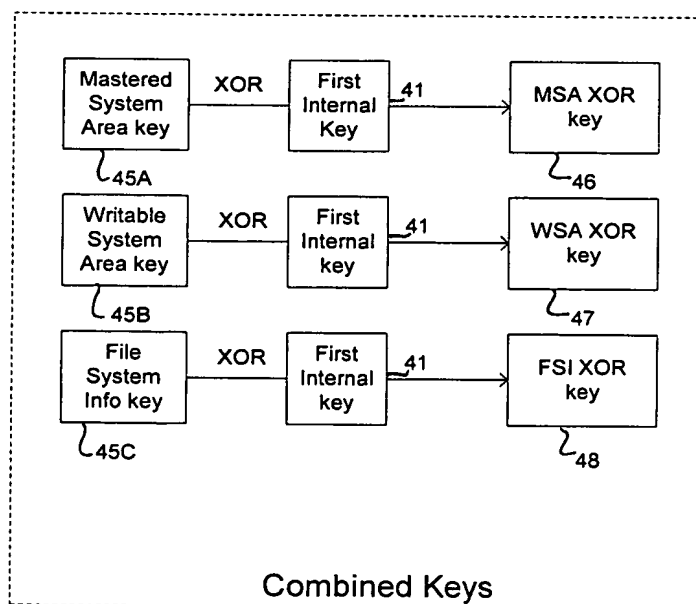 Mastered
System
Area key
XOR
First
Internal
Key
41
MSA XOR
key
45A
46
Writable
System
Area key
XOR
First
Internal
key
41
WSA XOR
key
45B
47
File
System
Info key
XOR
First
Internal
key
41
FSI XOR
key
45C
48
Combined Keys